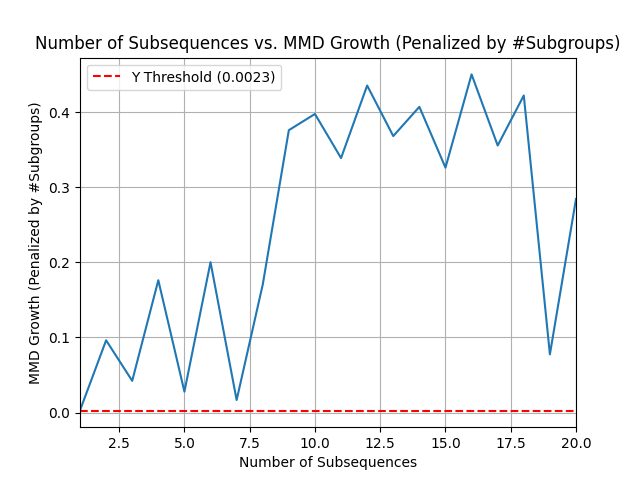 Number of Subsequences vs. MMD Growth (Penalized by #Subgroups)
Y Threshold (0.0023)
MMD Growth (Penalized by #Subgroups)
0.4
0.3
0.2
0.1
0.0
2.5 5.0 7.5 10.0 12.5 15.0 17.5 20.0
Number of Subsequences